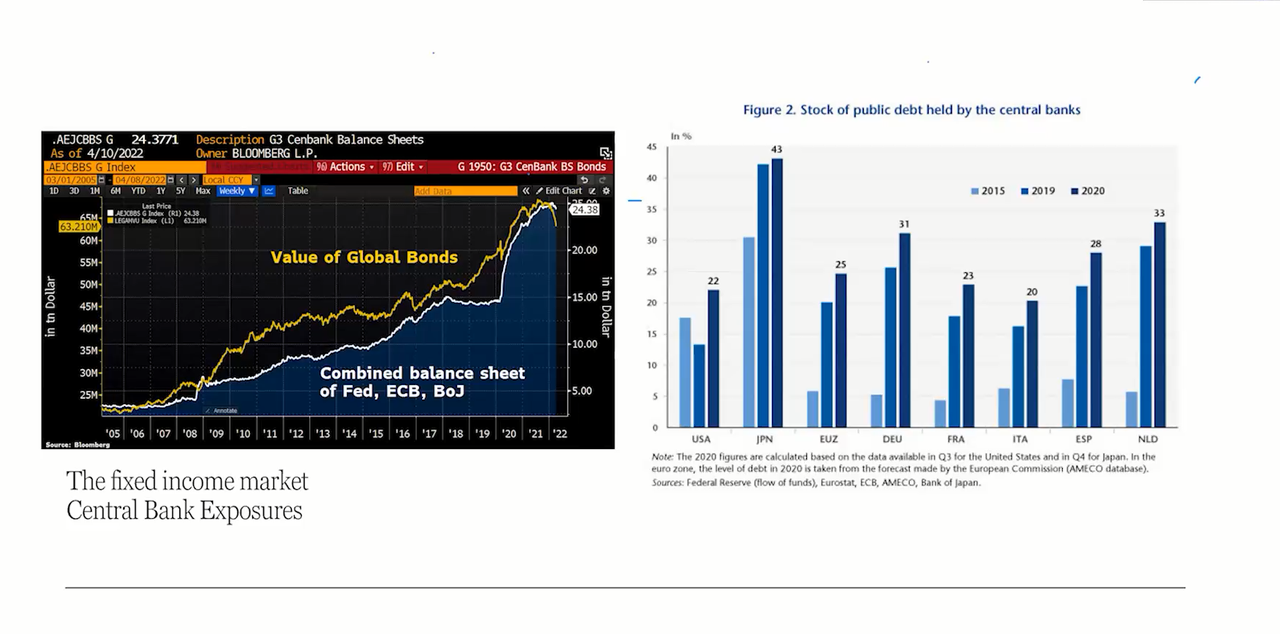 .AEJCBBS G 24.3771 Description G3 Cenbank Balance Sheets
As of 4/10/2022 Owner BLOOMBERG L.P.
.AEJCBBS G Index 96) Actions 97) Edit G 1950: G3 CenBank BS Bonds
03/01/2005 - 04/08/2022 Local CCY
1D 3D 1M 6M YTD 1Y 5Y Max Weekly Table Add Data Edit Chart
Last Price
.AEJCBBS G Index (R1) 24.38
LEGAHVU Index (L1) 63.210M
65M
63.210M
60M
55M
50M
45M
40M
35M
30M
25M
in tn Dollar
Value of Global Bonds
Combined balance sheet
of Fed, ECB, BoJ
Annotate
25.00
24.38
20.00
15.00
10.00
5.00
in tn Dollar
'05 '06 '07 '08 '09 '10 '11 '12 '13 '14 '15 '16 '17 '18 '19 '20 '21 '22
Source: Bloomberg
The fixed income market
Central Bank Exposures
Figure 2. Stock of public debt held by the central banks
In %
45
40
35
30
25
20
15
10
5
0
2015 2019 2020
22
43
25
31
23
20
28
33
USA JPN EUZ DEU FRA ITA ESP NLD
Note: The 2020 figures are calculated based on the data available in Q3 for the United States and in Q4 for Japan. In the
euro zone, the level of debt in 2020 is taken from the forecast made by the European Commission (AMECO database).
Sources: Federal Reserve (flow of funds), Eurostat, ECB, AMECO, Bank of Japan.